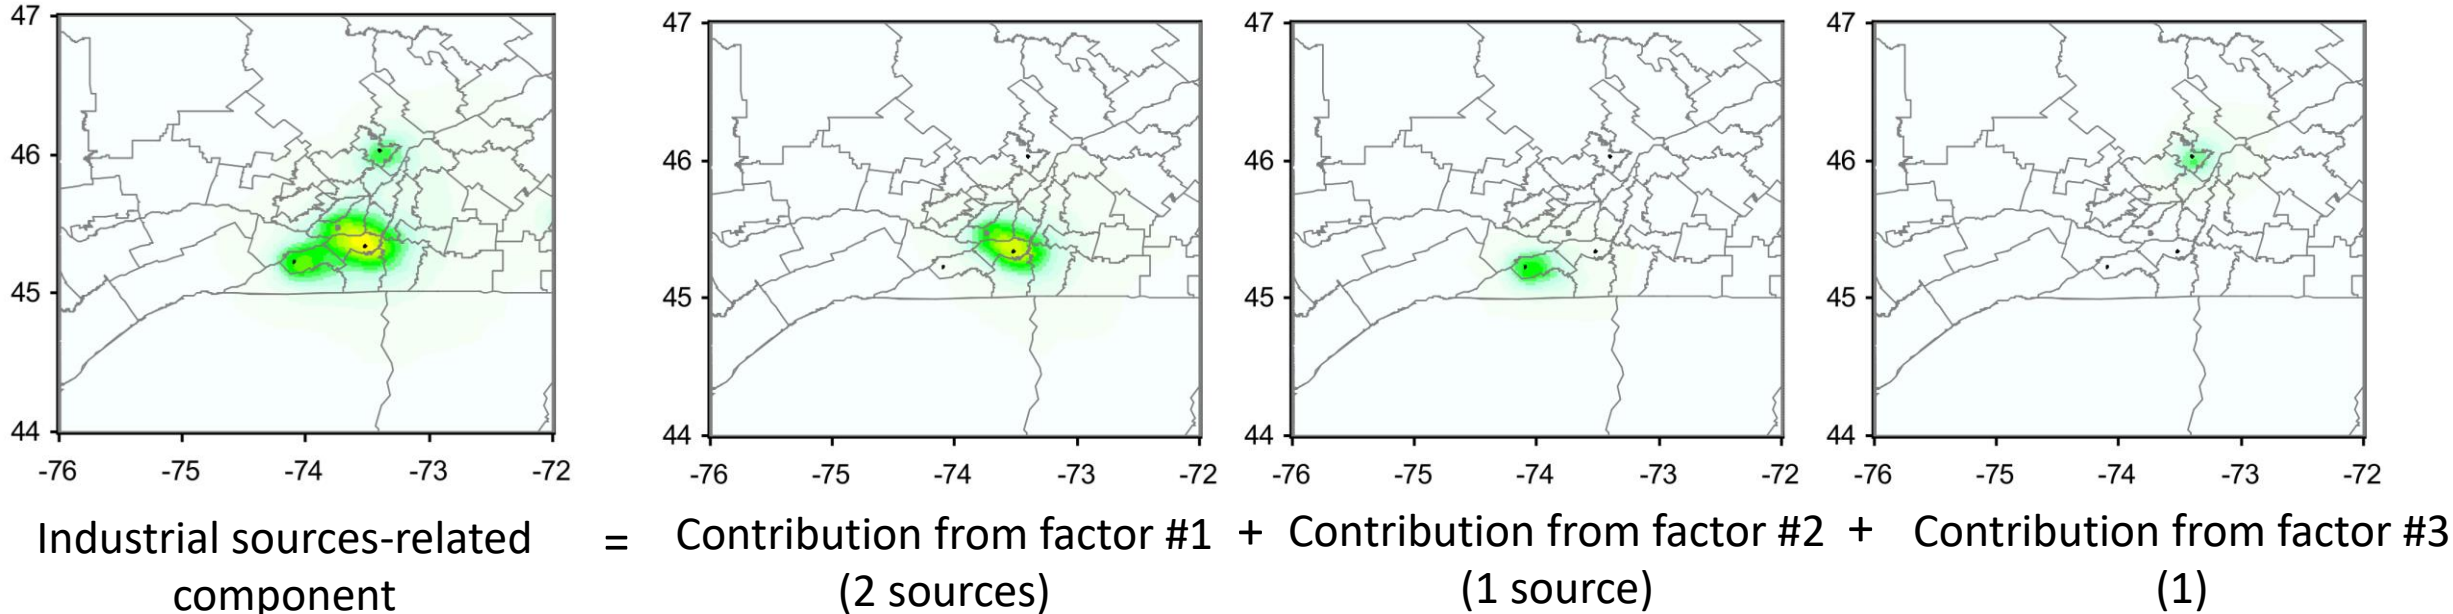 47
46
45
44
-76 -75 -74 -73 -72
47
46
45
44
-76 -75 -74 -73 -72
47
46
45
44
-76 -75 -74 -73 -72
47
46
45
44
-76 -75 -74 -73 -72
Industrial sources-related
component
=
Contribution from factor #1
(2 sources)
+
Contribution from factor #2
(1 source)
+
Contribution from factor #3
(1)